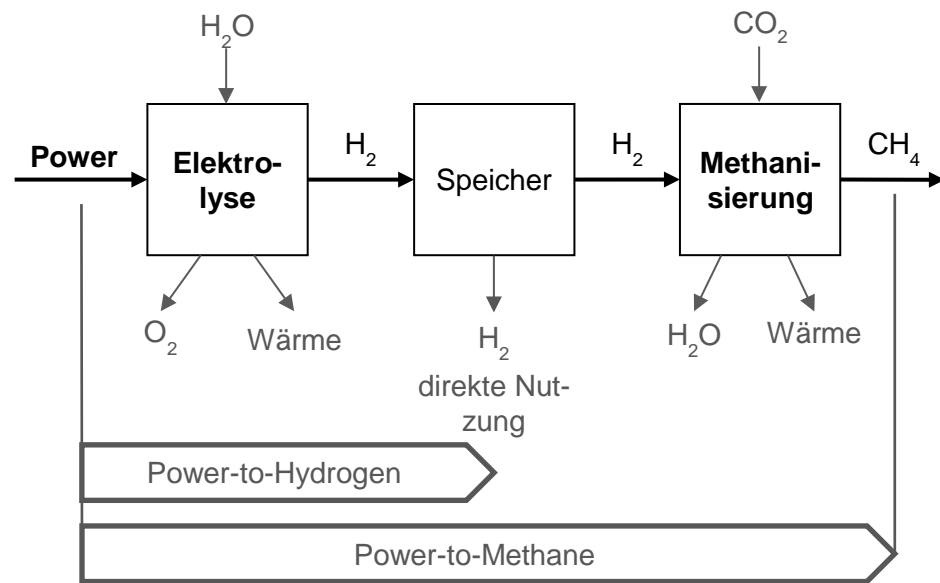 H₂O
CO₂
Power
Elektro-
lyse
H₂
Speicher
H₂
Methani-
sierung
CH₄
O₂
Wärme
H₂
direkte Nut-
zung
H₂O
Wärme
Power-to-Hydrogen
Power-to-Methane